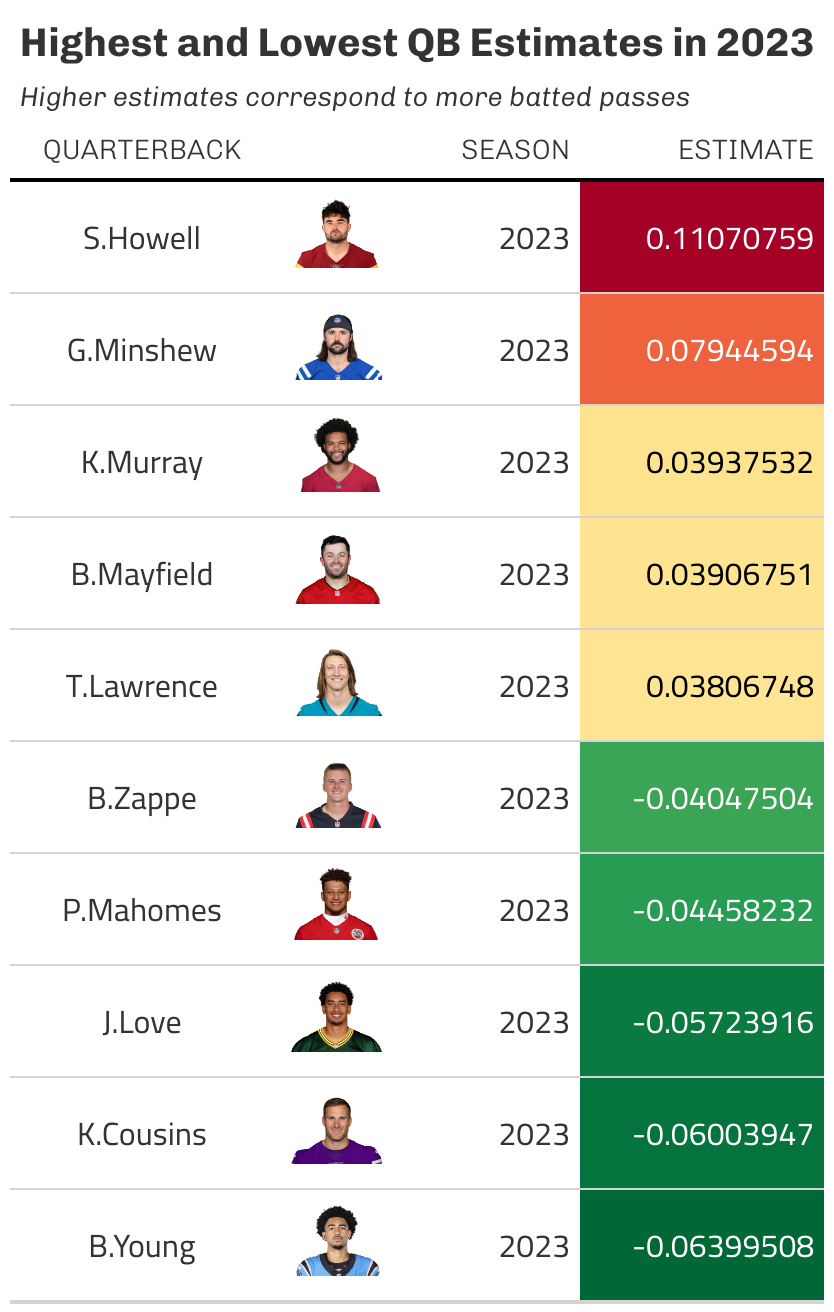 Highest and Lowest QB Estimates in 2023
Higher estimates correspond to more batted passes
QUARTERBACK SEASON ESTIMATE
S.Howell 2023 0.11070759
G.Minshew 2023 0.07944594
K.Murray 2023 0.03937532
B.Mayfield 2023 0.03906751
T.Lawrence 2023 0.03806748
B.Zappe 2023 -0.04047504
P.Mahomes 2023 -0.04458232
J.Love 2023 -0.05723916
K.Cousins 2023 -0.06003947
B.Young 2023 -0.06399508